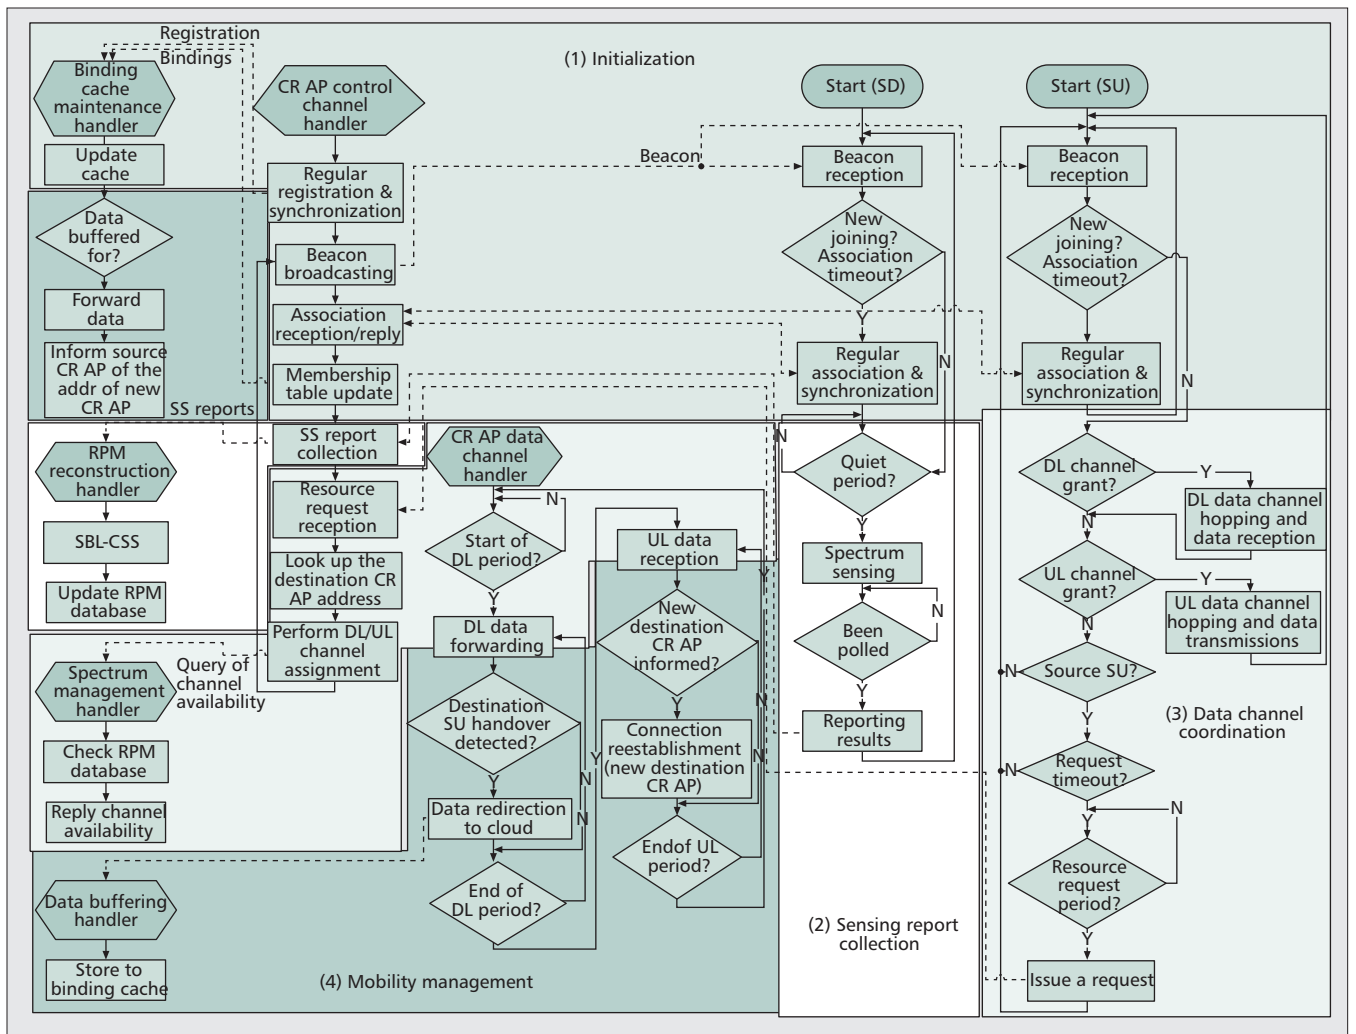 Registration
Bindings
(1) Initialization
Binding
cache
maintenance
handler
Update
cache
CR AP control
channel
handler
Regular
registration &
synchronization
Beacon
broadcasting
Association
reception/reply
Membership
table update
Beacon
Start (SD)
Beacon
reception
New
joining?
Association
timeout?
Y
N
Regular
association &
synchronization
Start (SU)
Beacon
reception
New
joining?
Association
timeout?
N
Regular
association &
synchronization
Data
buffered
for?
Forward
data
Inform source
CR AP of the
addr of new
CR AP
SS reports
SS report
collection
Resource
request
reception
Look up the
destination CR
AP address
Perform DL/UL
channel
assignment
RPM
reconstruction
handler
SBL-CSS
Update RPM
database
Query of
channel
availability
Spectrum
management
handler
Check RPM
database
Reply channel
availability
CR AP data
channel
handler
N
Start of
DL period?
Y
DL data
forwarding
Destination
SU handover
detected?
Y
N
Data redirection
to cloud
N
End of
DL period?
Y
UL data
reception
Y
New
destination
CR AP
informed?
Y
N
Connection
reestablishment
(new destination
CR AP)
Endof UL
period?
Data buffering
handler
Store to
binding cache
(4) Mobility management
N
Quiet
period?
Y
Spectrum
sensing
N
Been
polled
Y
Reporting
results
(2) Sensing report
collection
DL channel
grant?
Y
DL data channel
hopping and
data reception
N
UL channel
grant?
Y
UL data channel
hopping and data
transmissions
N
Source SU?
N
Y
(3) Data channel
coordination
Request
timeout?
N
Y
N
Resource
request
period?
Y
Issue a request